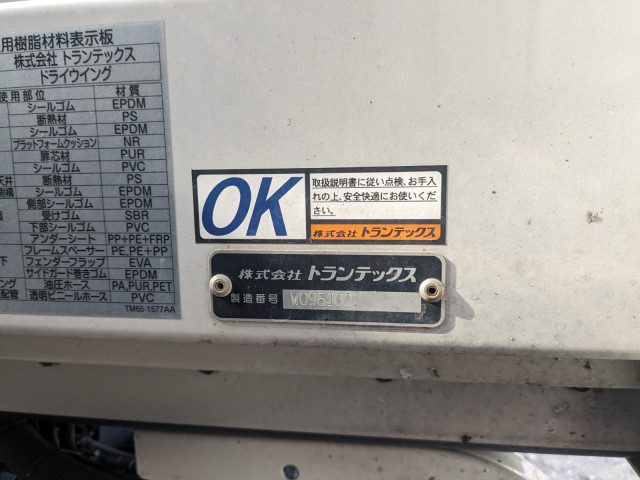 用樹脂材料表示板
株式会社 トランテックス
ドライウイング
使用部位 材質
シールゴム EPDM
断熱材 PS
シールゴム EPDM
プラットフォームクッション NR
扉芯材 PUR
シールゴム PVC
天井 断熱材 PS
シールゴム EPDM
側部シールゴム EPDM
受けゴム SBR
下部シールゴム PVC
アンダーシート PP+PE+FRP
フレームスペーサー PE,PE+PP
下 フェンダーフラップ EVA
サイドガード巻きゴム EPDM
ング 油圧ホース PA,PUR,PET
配管 透明ビニールホース PVC
TM65 1577AA
OK
取扱説明書に従い点検、お手入
れの上、安全快適にお使いくだ
さい。
株式会社 トランテックス
株式会社 トランテックス
製造番号